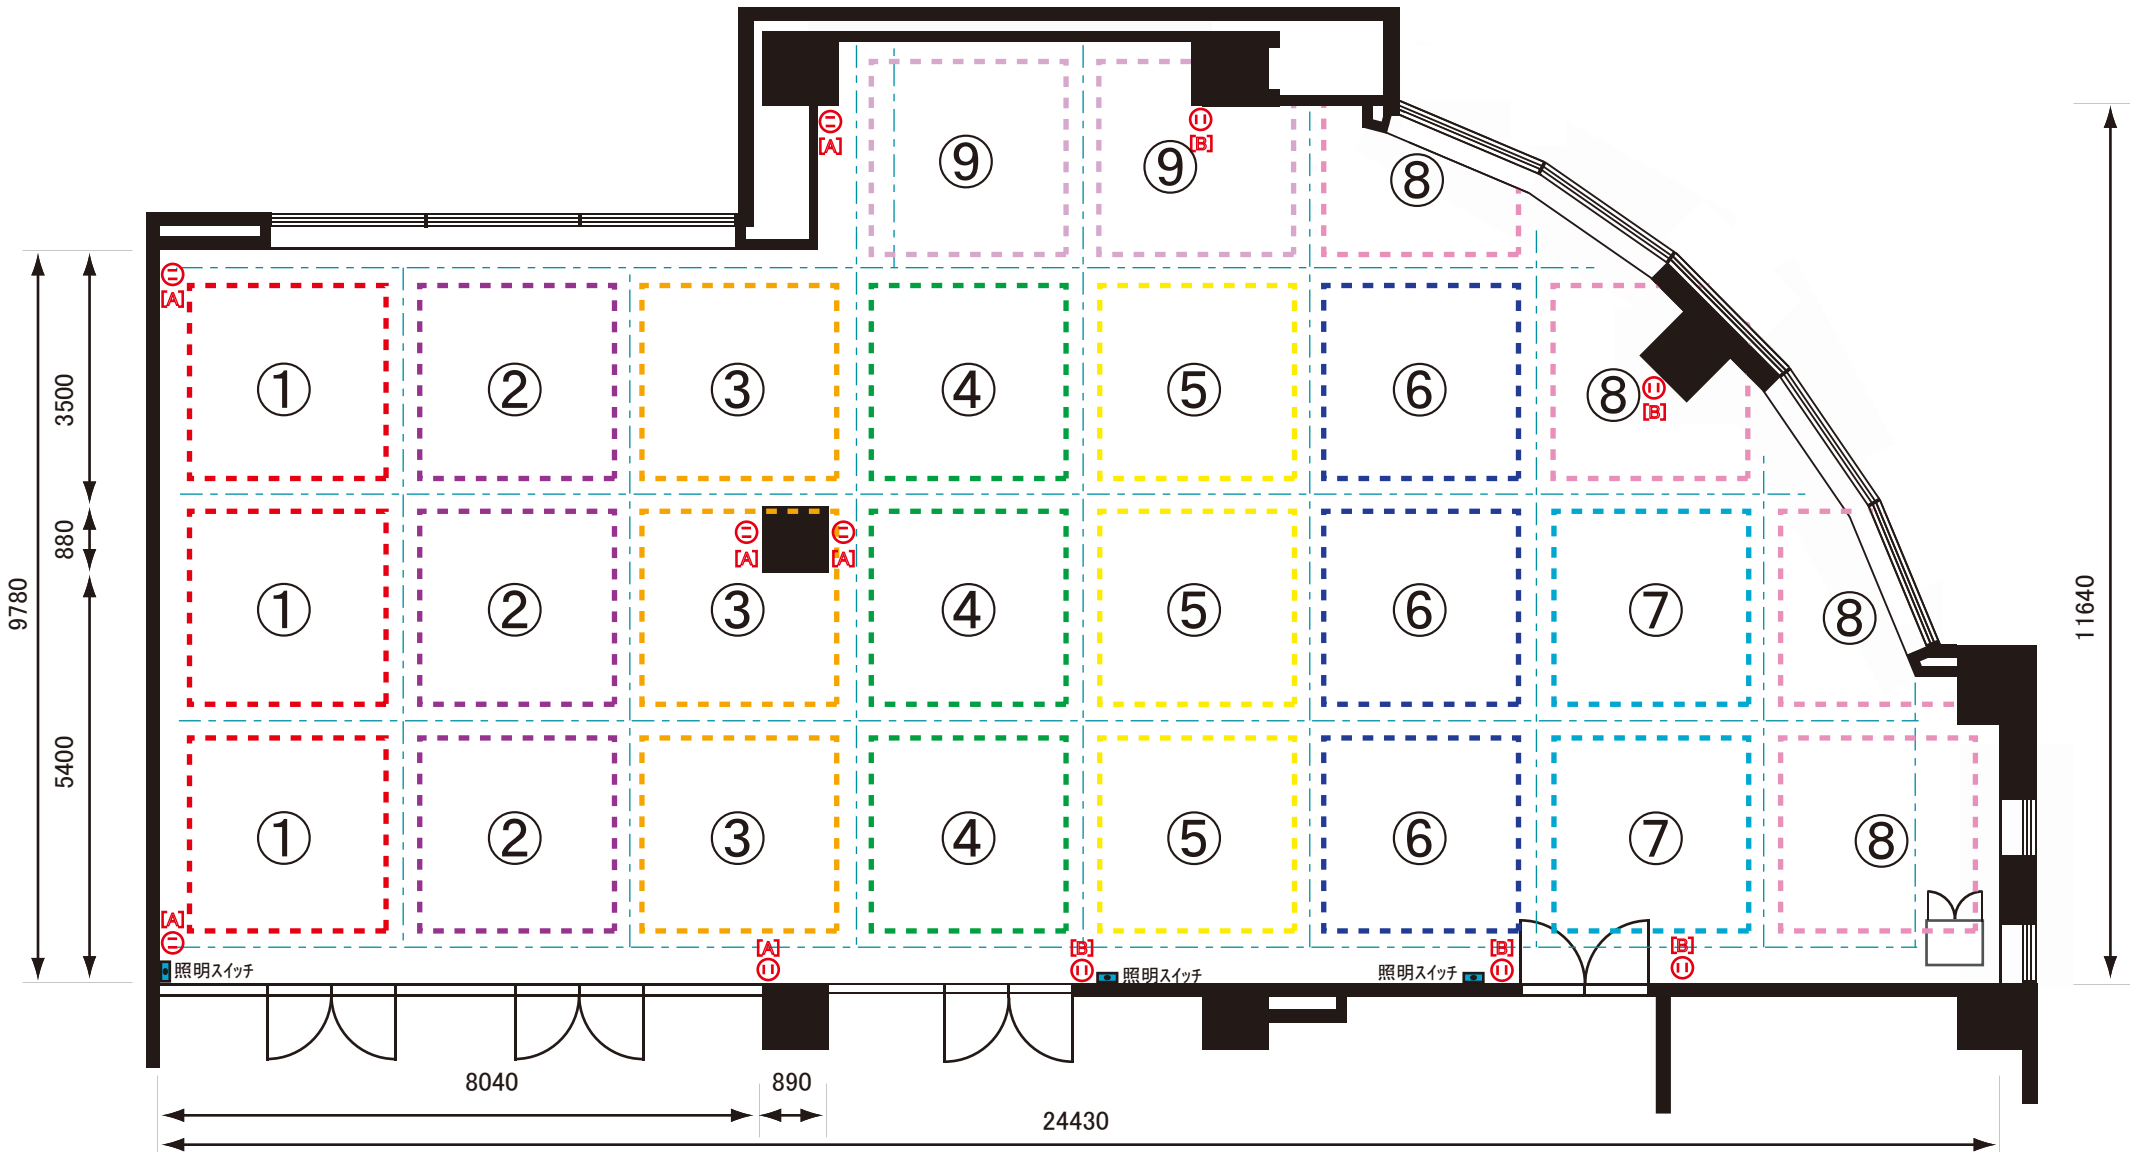 [A]
[B]
⑨
⑨
⑧
[A]
①
②
③
④
⑤
⑥
⑧
[B]
3500
880
9780
5400
11640
[A]
[A]
①
②
③
④
⑤
⑥
⑦
⑧
①
②
③
④
⑤
⑥
⑦
⑧
[A]
[A]
[B]
[B]
[B]
照明スイッチ
照明スイッチ
照明スイッチ
8040
890
24430